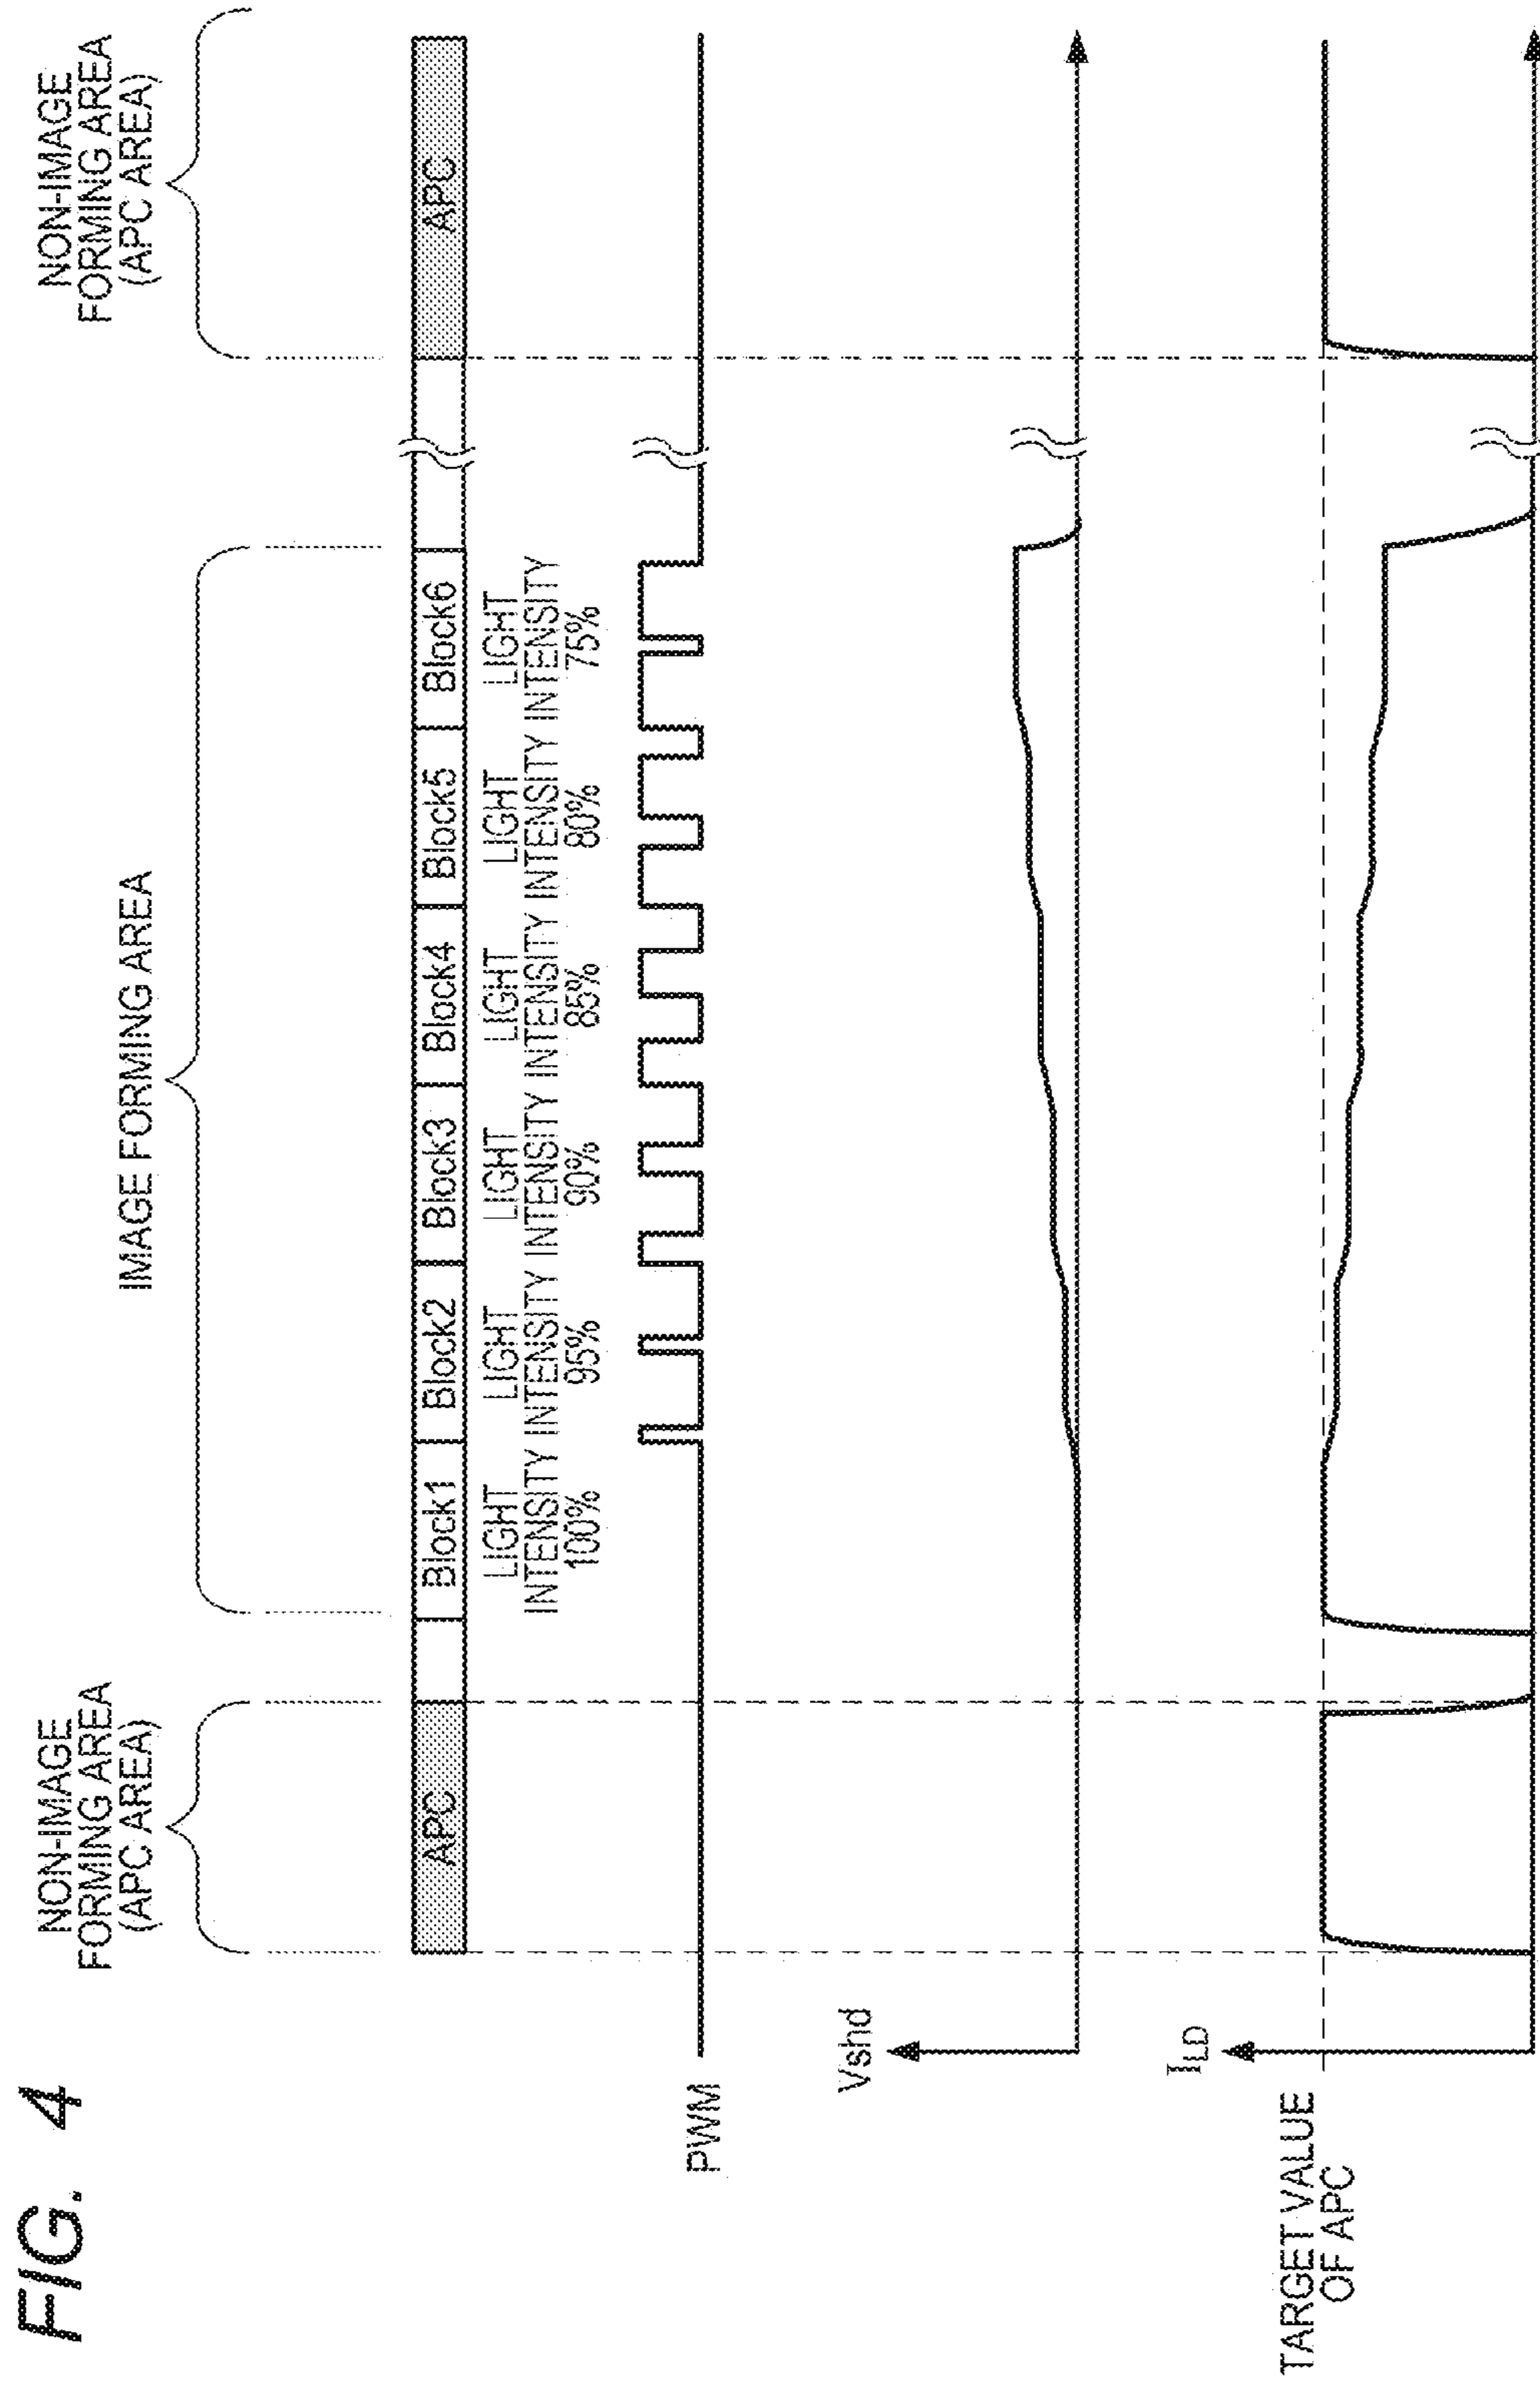 FIG. 4
NON-IMAGE
FORMING AREA
(APC AREA)
IMAGE FORMING AREA
NON-IMAGE
FORMING AREA
(APC AREA)
APC
Block1
Block2
Block3
Block4
Block5
Block6
APC
LIGHT
INTENSITY
100%
LIGHT
INTENSITY
95%
LIGHT
INTENSITY
90%
LIGHT
INTENSITY
85%
LIGHT
INTENSITY
80%
LIGHT
INTENSITY
75%
PWM
Vshd
ILD
TARGET VALUE
OF APC